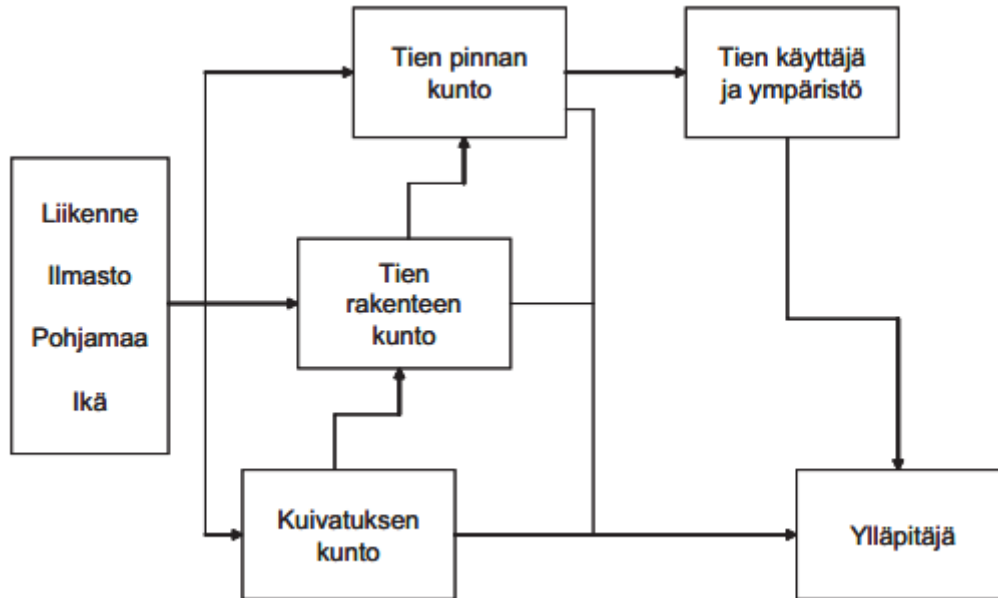 Tien pinnan
kunto
Tien käyttäjä
ja ympäristö
Liikenne
Ilmasto
Pohjamaa
Ikä
Tien
rakenteen
kunto
Kuivatuksen
kunto
Ylläpitäjä